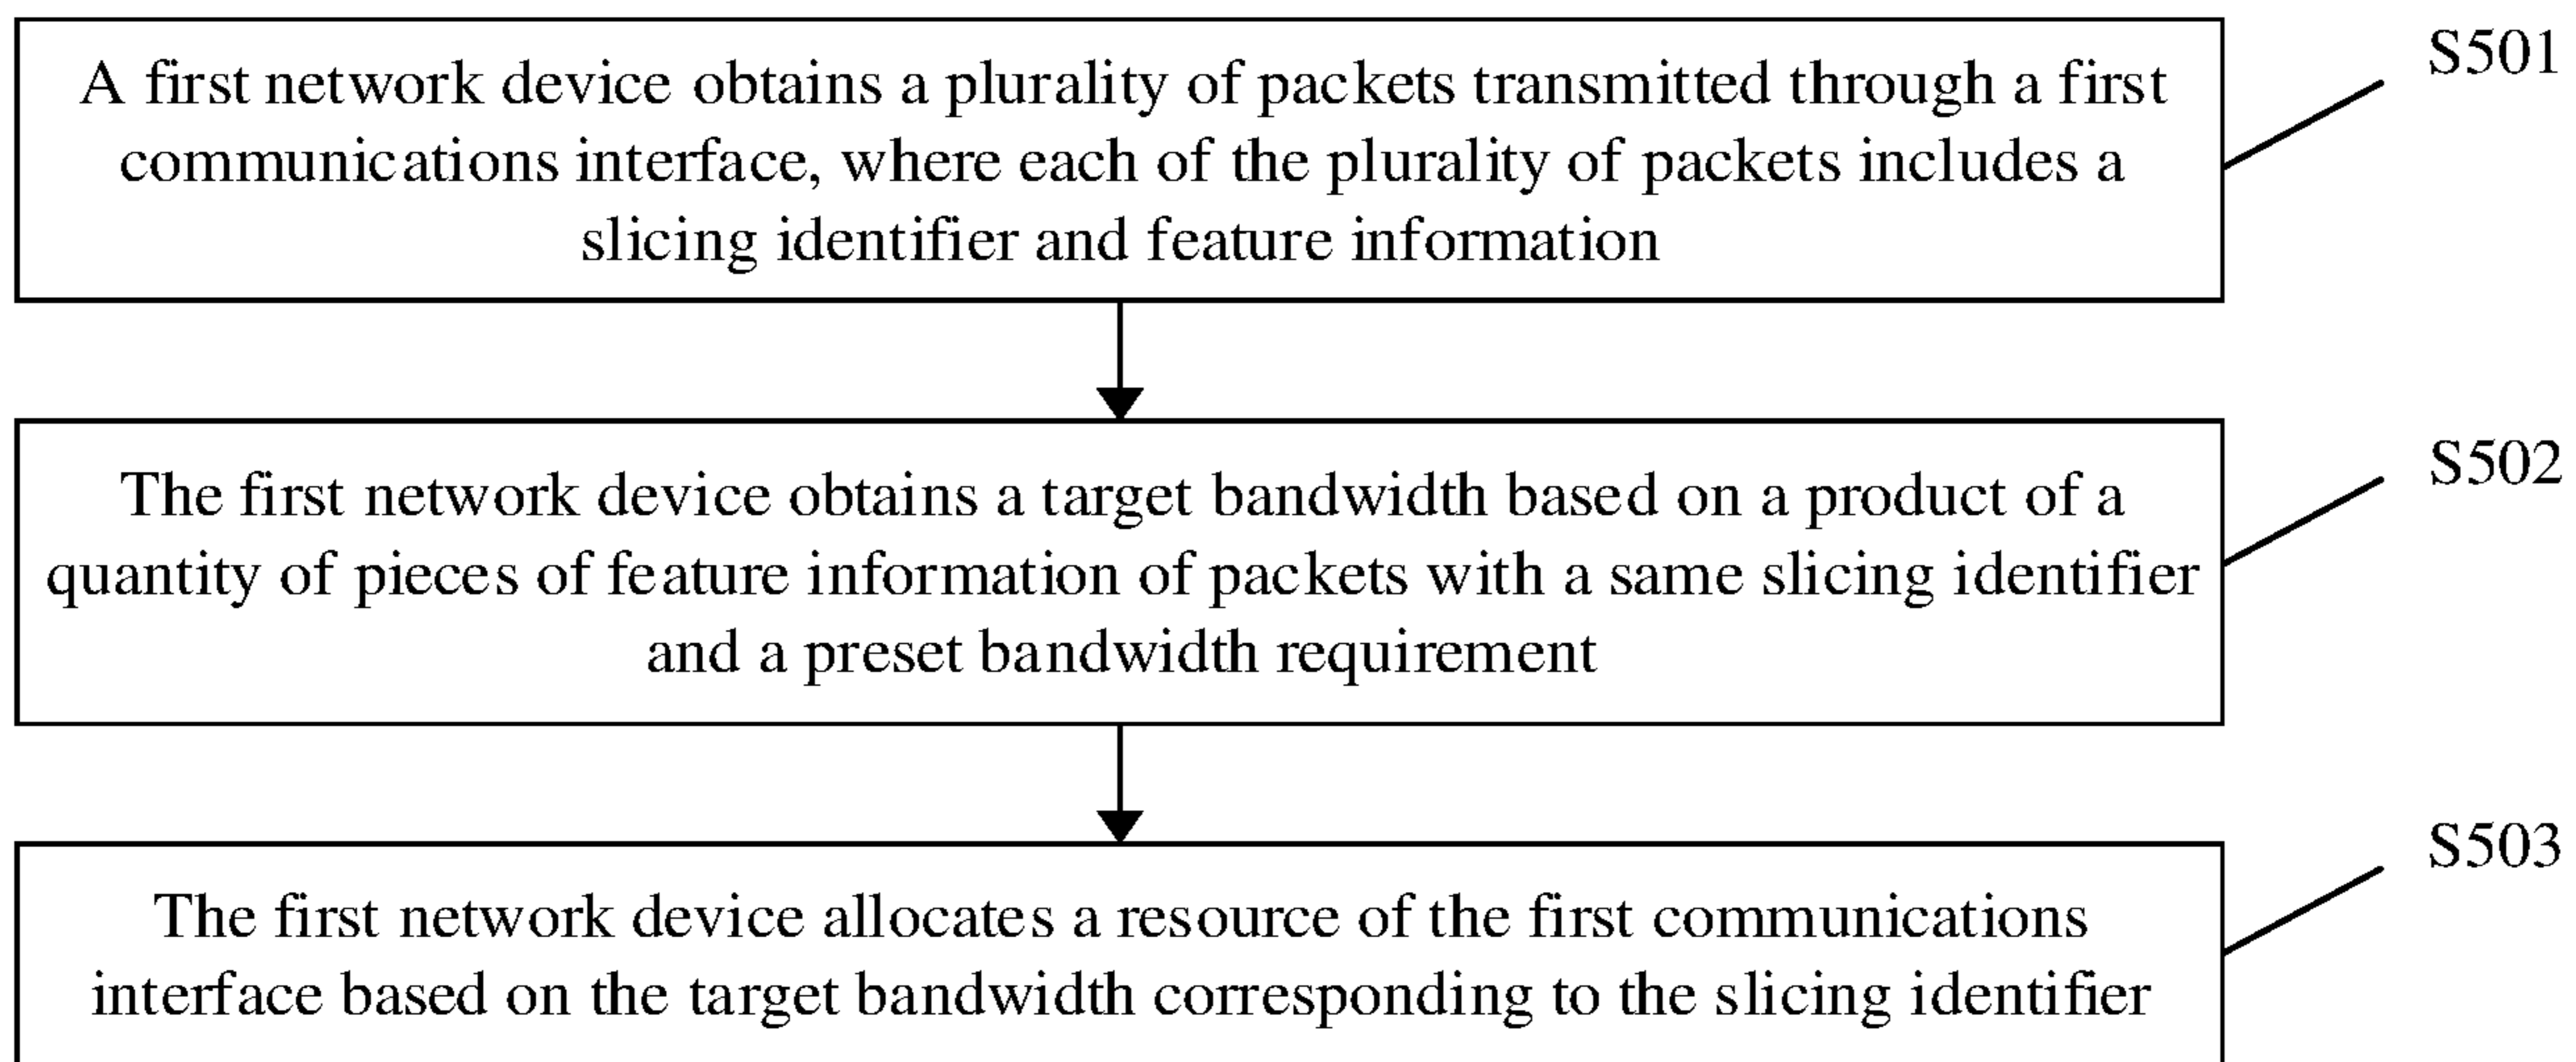 A first network device obtains a plurality of packets transmitted through a first
communications interface, where each of the plurality of packets includes a
slicing identifier and feature information
S501
The first network device obtains a target bandwidth based on a product of a
quantity of pieces of feature information of packets with a same slicing identifier
and a preset bandwidth requirement
S502
The first network device allocates a resource of the first communications
interface based on the target bandwidth corresponding to the slicing identifier
S503